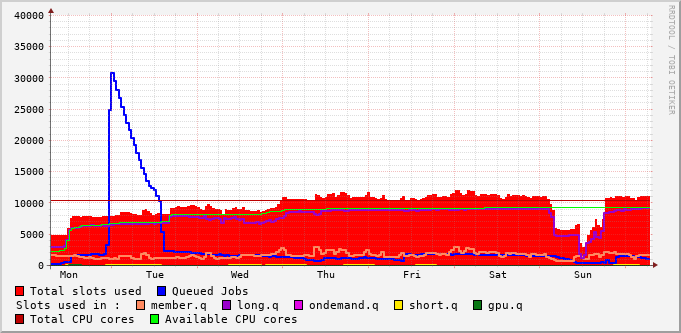 40000
35000
30000
25000
20000
15000
10000
5000
0
Mon Tue Wed Thu Fri Sat Sun
RRDTOOL / TOBI OETIKER
Total slots used Queued Jobs
Slots used in : member.q long.q ondemand.q short.q gpu.q
Total CPU cores Available CPU cores